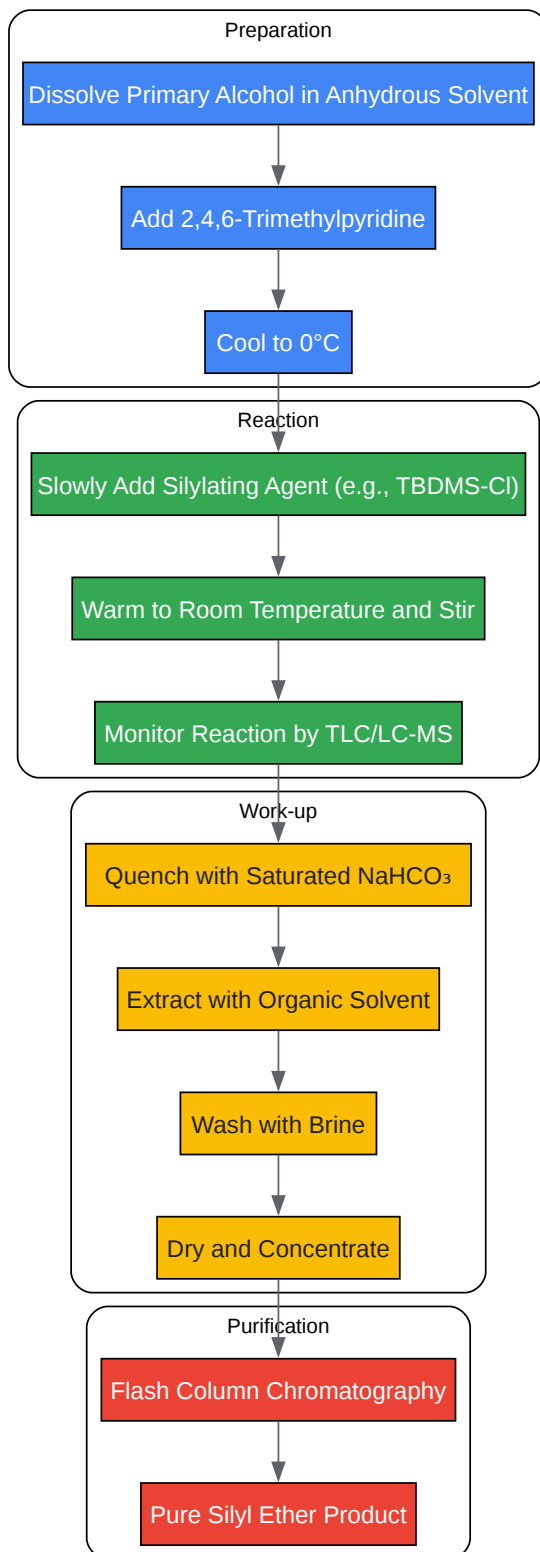 Preparation
Dissolve Primary Alcohol in Anhydrous Solvent
Add 2,4,6-Trimethylpyridine
Cool to 0°C
Reaction
Slowly Add Silylating Agent (e.g., TBDMS-Cl)
Warm to Room Temperature and Stir
Monitor Reaction by TLC/LC-MS
Work-up
Quench with Saturated NaHCO₃
Extract with Organic Solvent
Wash with Brine
Dry and Concentrate
Purification
Flash Column Chromatography
Pure Silyl Ether Product